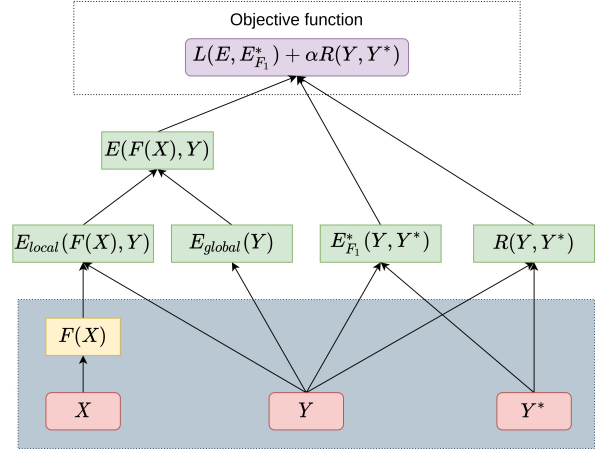 Objective function
L(E, E*_{F_1}) + αR(Y, Y*)
E(F(X), Y)
E_{local}(F(X), Y)
E_{global}(Y)
E*_{F_1}(Y, Y*)
R(Y, Y*)
F(X)
X
Y
Y*